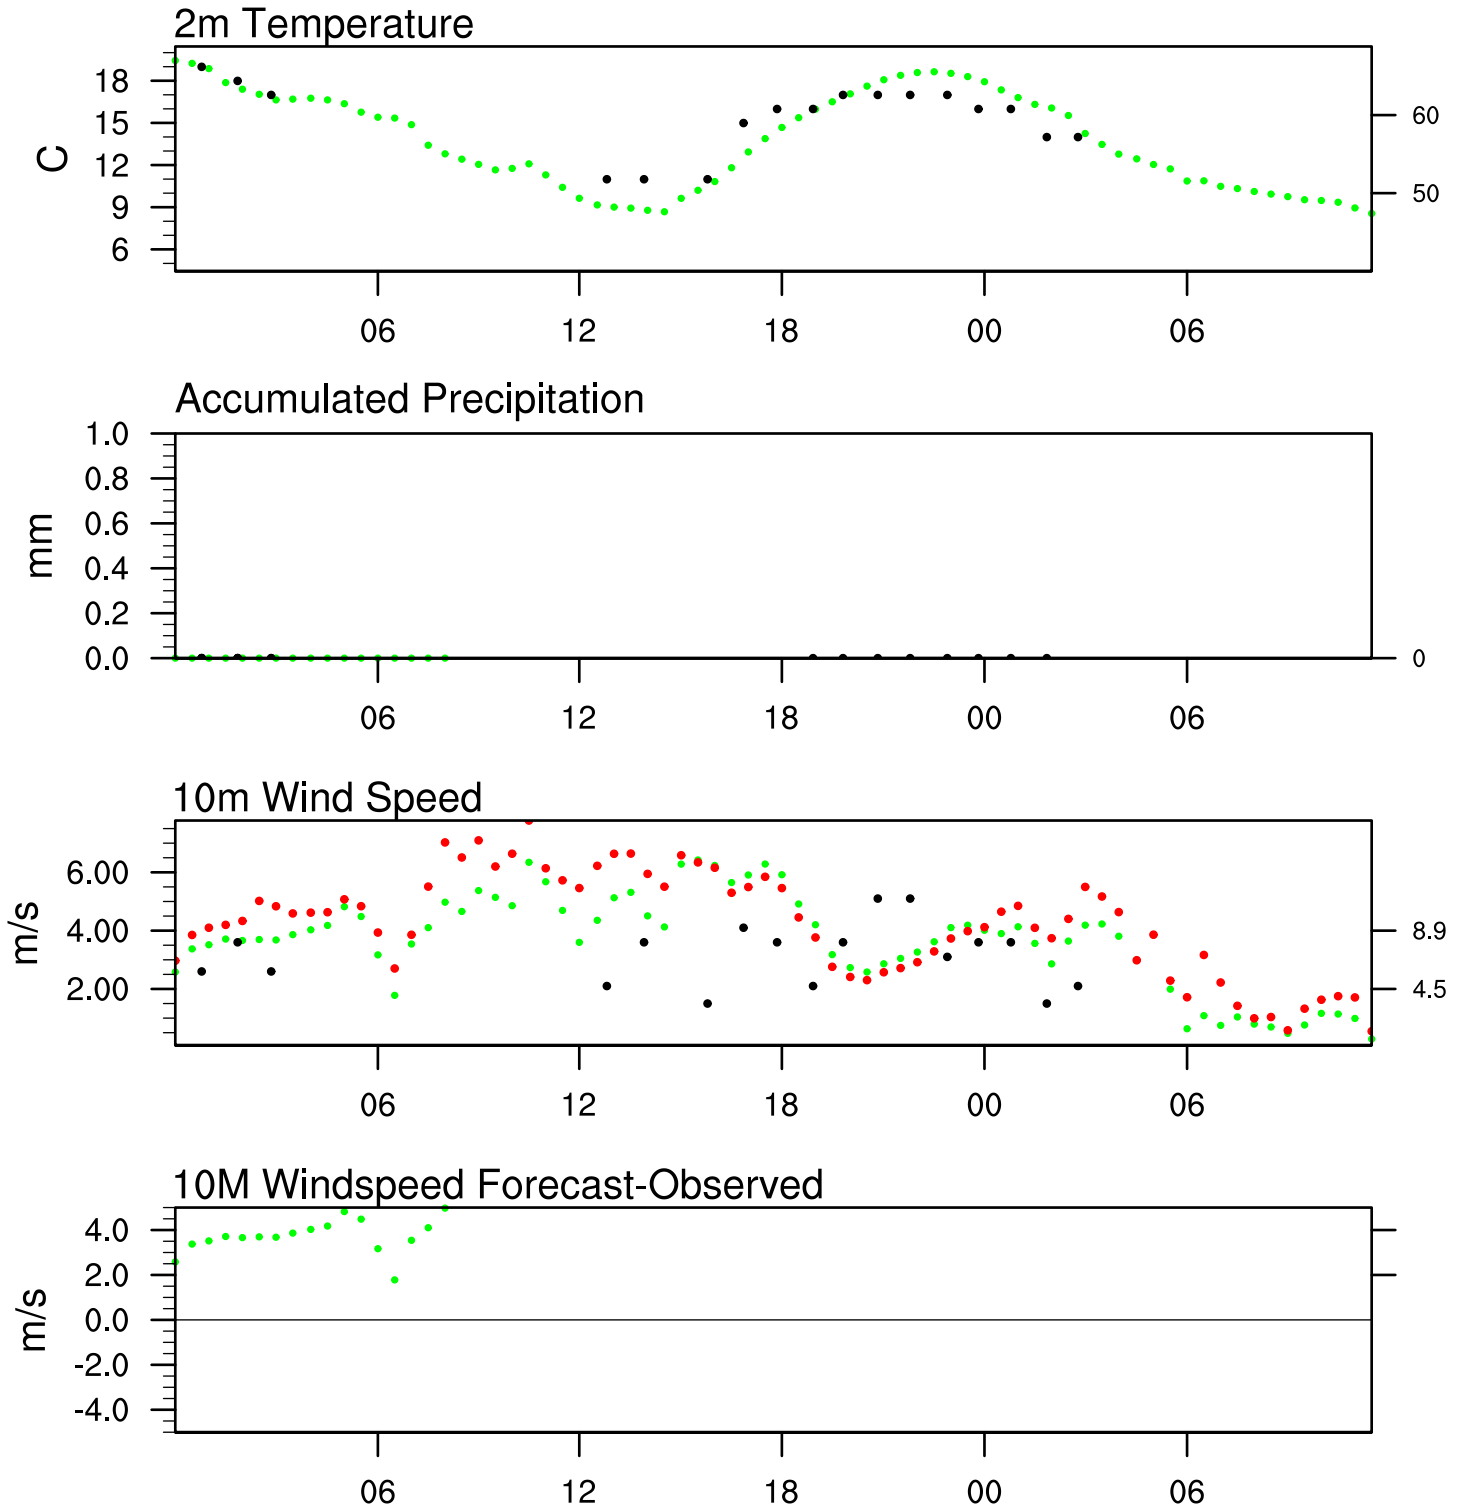 2m Temperature
18
15
12
9
6
C
60
50
06 12 18 00 06
Accumulated Precipitation
1.0
0.8
0.6
0.4
0.2
0.0
mm
0
06 12 18 00 06
10m Wind Speed
6.00
4.00
2.00
m/s
8.9
4.5
06 12 18 00 06
10M Windspeed Forecast-Observed
4.0
2.0
0.0
-2.0
-4.0
m/s
06 12 18 00 06